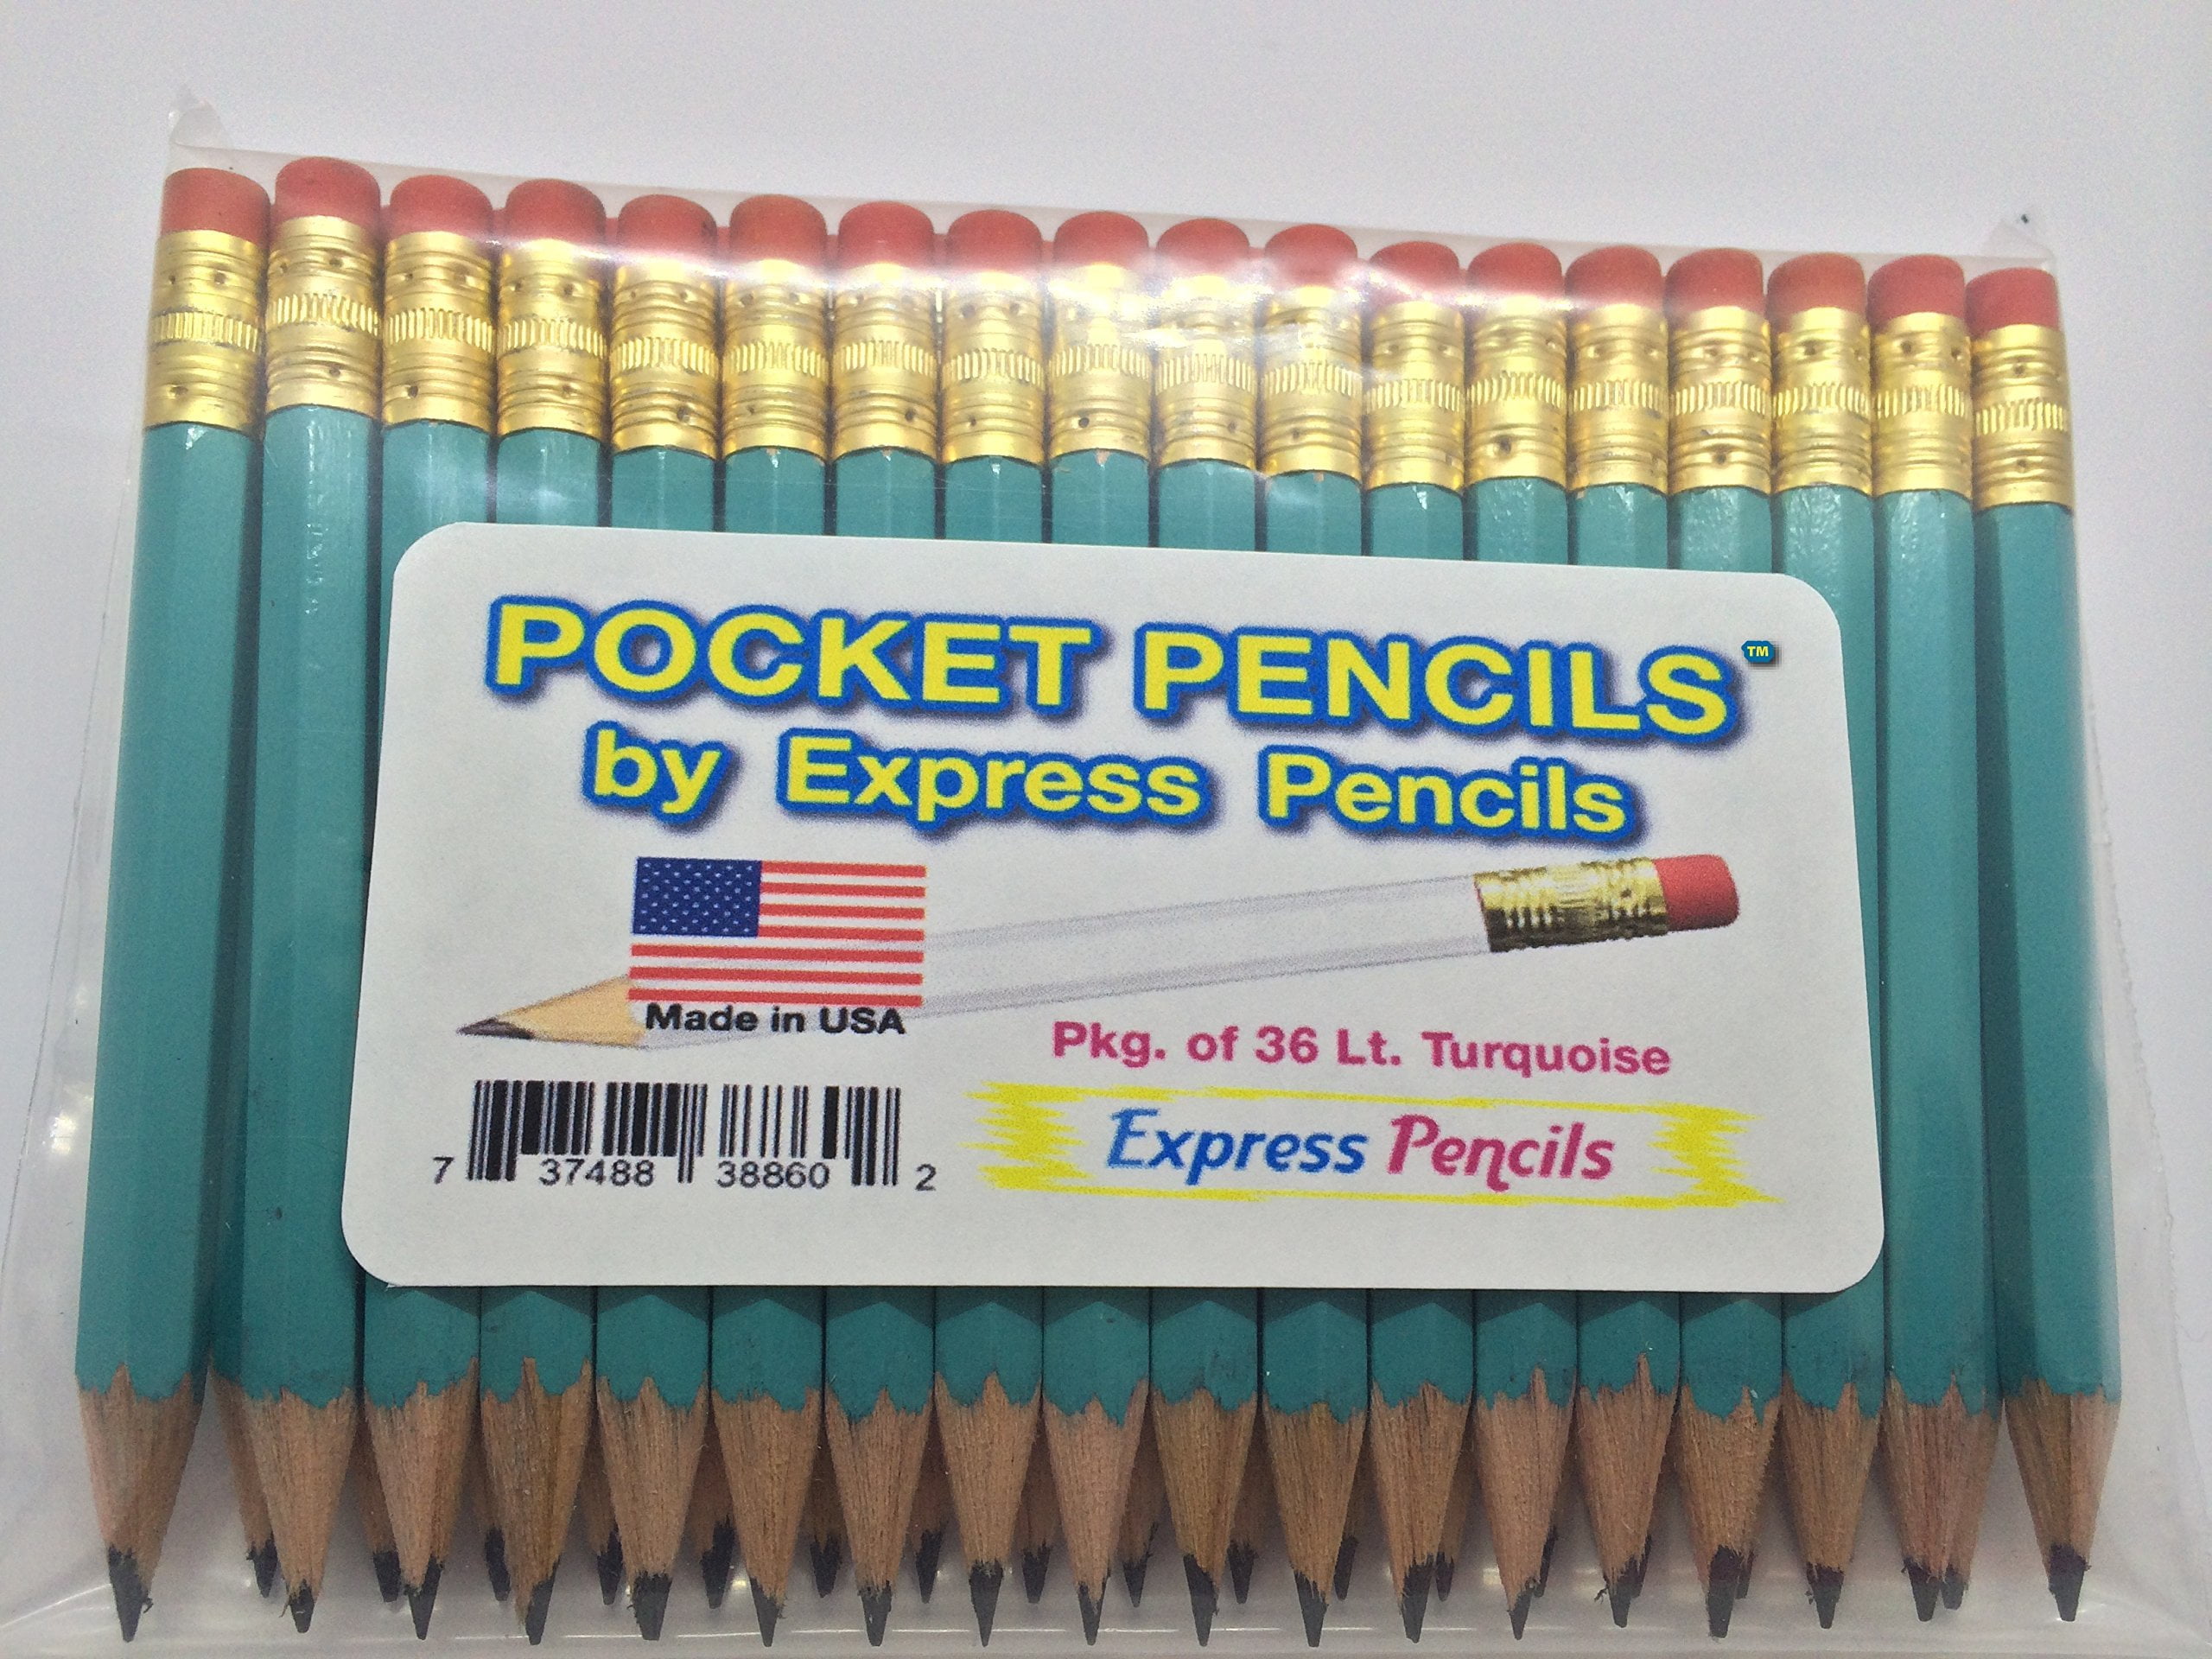 POCKET PENCILS™
by Express Pencils
Made in USA
Pkg. of 36 Lt. Turquoise
Express Pencils
7 37488 38860 2